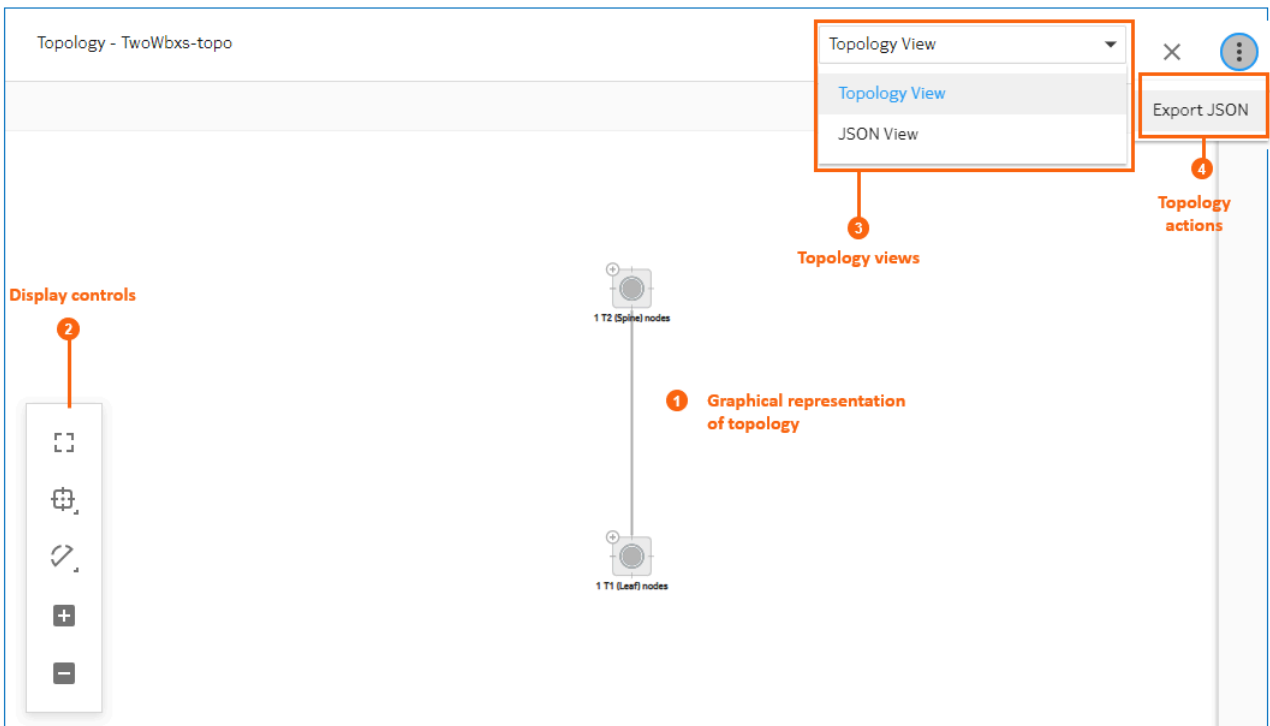 Topology - TwoWbxs-topo
Topology View
Topology View
JSON View
Export JSON
4
Topology
actions
3
Topology views
1 T2 (Spine) nodes
Display controls
2
1
Graphical representation
of topology
1 T1 (Leaf) nodes